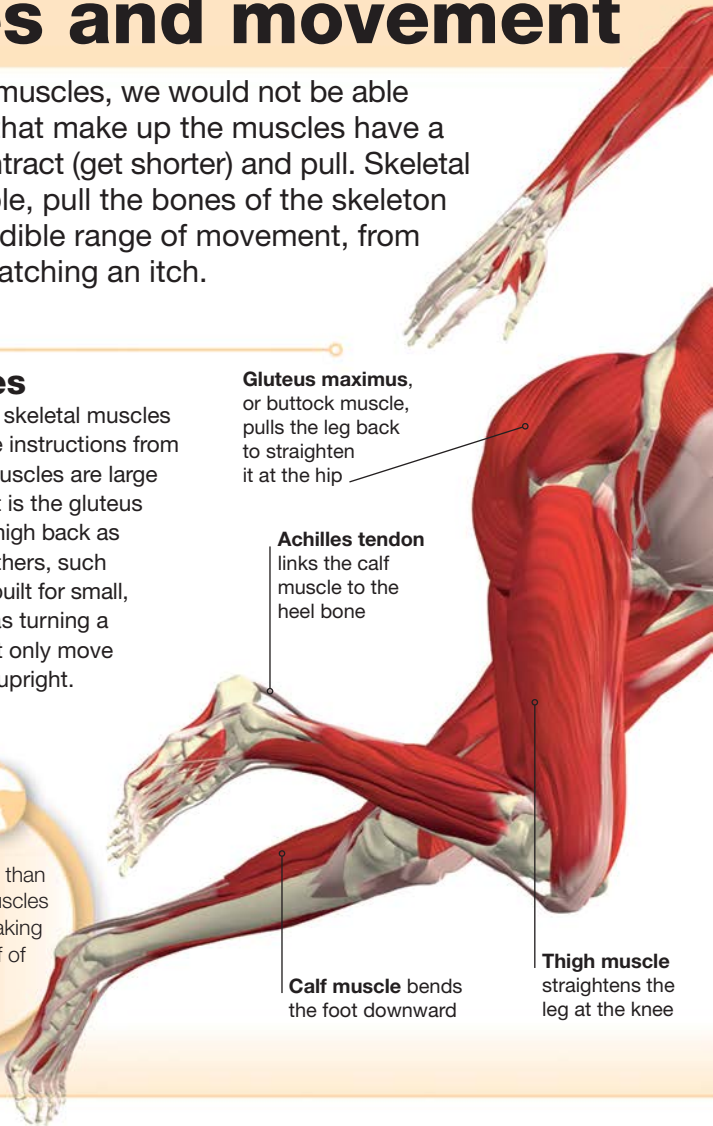 es and movement
muscles, we would not be able
hat make up the muscles have a
ntract (get shorter) and pull. Skeletal
ole, pull the bones of the skeleton
dible range of movement, from
atching an itch.
es
skeletal muscles
e instructions from
uscles are large
t is the gluteus
high back as
thers, such
built for small,
as turning a
t only move
upright.
Gluteus maximus,
or buttock muscle,
pulls the leg back
to straighten
it at the hip
Achilles tendon
links the calf
muscle to the
heel bone
than
uscles
aking
f of
Calf muscle bends
the foot downward
Thigh muscle
straightens the
leg at the knee